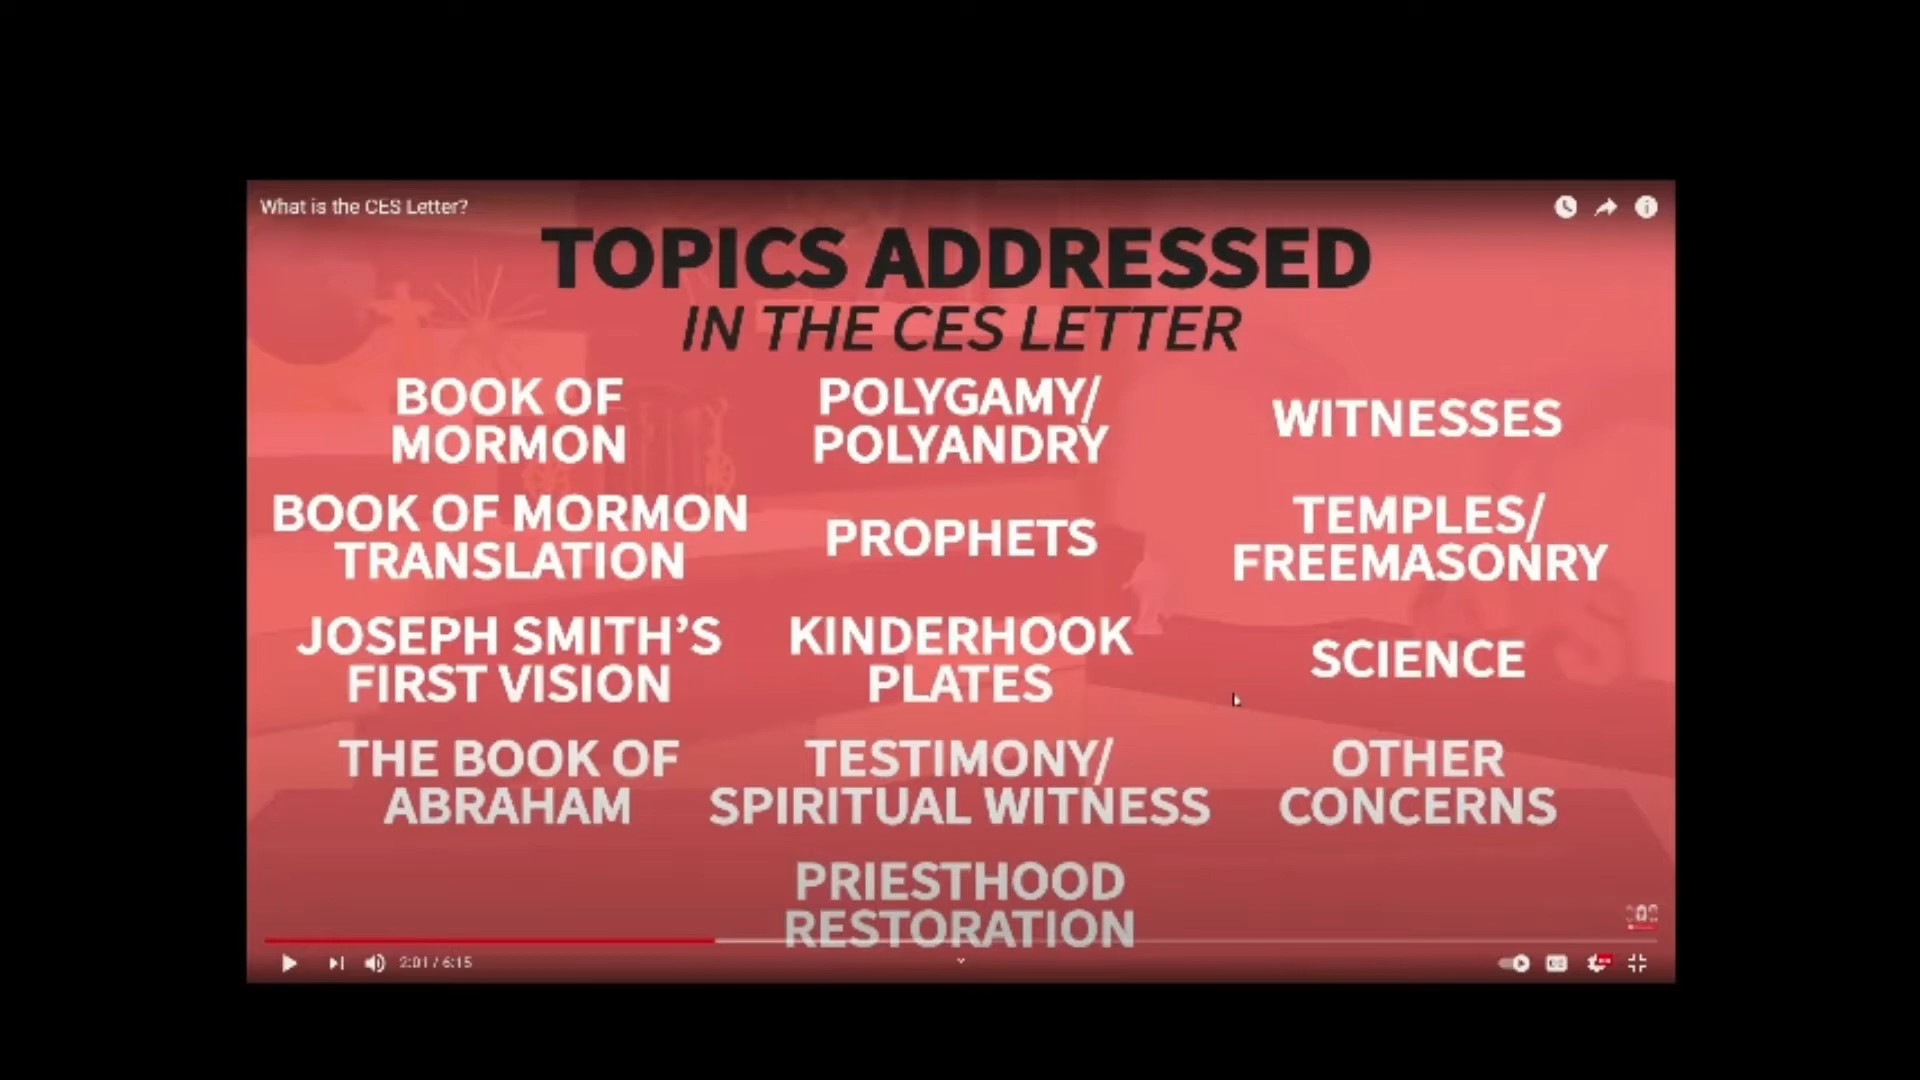 What is the CES Letter?
TOPICS ADDRESSED
IN THE CES LETTER
BOOK OF
MORMON
BOOK OF MORMON
TRANSLATION
JOSEPH SMITH’S
FIRST VISION
THE BOOK OF
ABRAHAM
POLYGAMY/
POLYANDRY
PROPHETS
KINDERHOOK
PLATES
TESTIMONY/
SPIRITUAL WITNESS
PRIESTHOOD
RESTORATION
WITNESSES
TEMPLES/
FREEMASONRY
SCIENCE
OTHER
CONCERNS
2:01 / 6:15